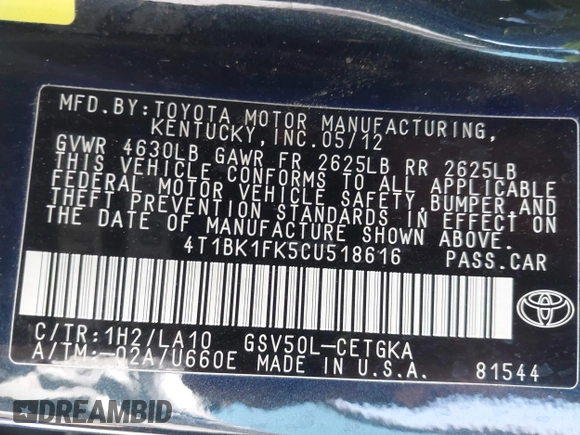 MFD.BY:TOYOTA MOTOR MANUFACTURING,
KENTUCKY,INC.05/12
GVWR 4630LB GAWR FR 2625LB RR 2625LB
THIS VEHICLE CONFORMS TO ALL APPLICABLE
FEDERAL MOTOR VEHICLE SAFETY,BUMPER,AND
THEFT PREVENTION STANDARDS IN EFFECT ON
THE DATE OF MANUFACTURE SHOWN ABOVE.
4T1BK1FK5CU518616 PASS.CAR
C/TR:1H2/LA10 GSV50L-CETGKA
A/TM:-02A/U660E MADE IN U.S.A. 81544
DREAMBID